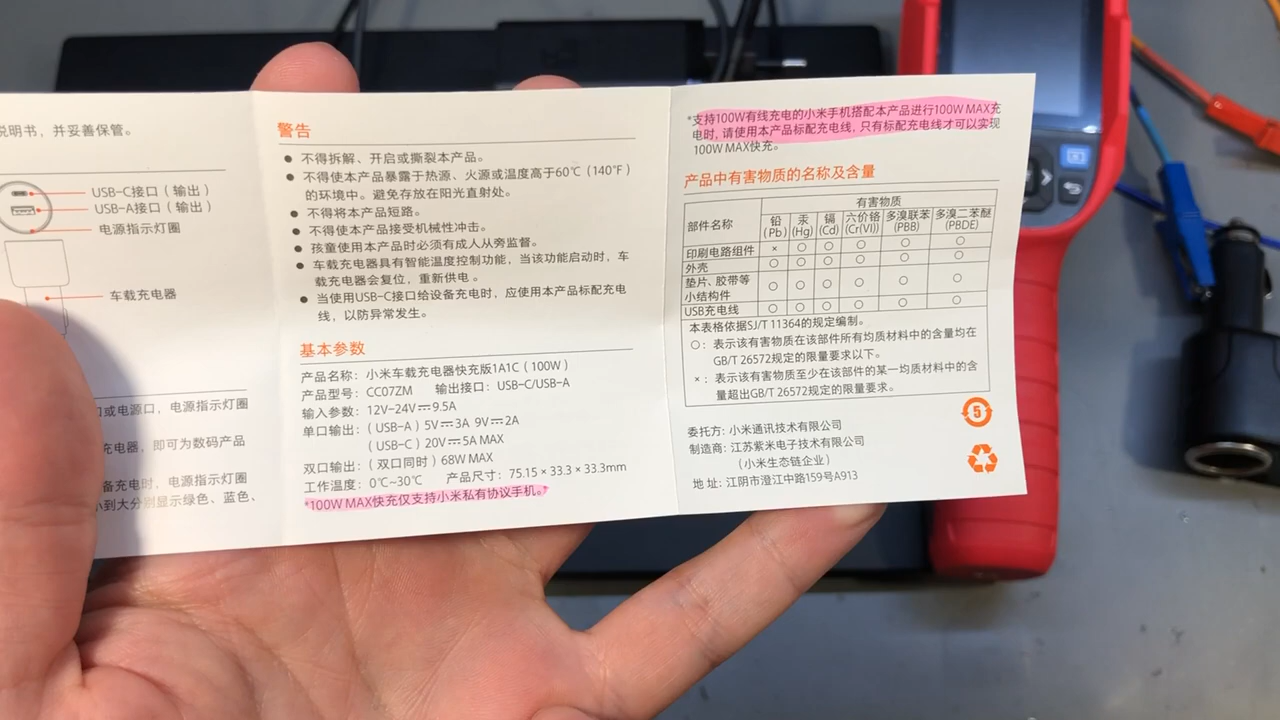 说明书，并妥善保管。
USB-C接口（输出）
USB-A接口（输出）
电源指示灯圈
车载充电器
口或电源口，电源指示灯圈
充电器，即可为数码产品
备充电时，电源指示灯圈
小到大分别显示绿色、蓝色、
警告
● 不得拆解、开启或撕裂本产品。
● 不得使本产品暴露于热源、火源或温度高于60℃（140℉）
的环境中。避免存放在阳光直射处。
● 不得将本产品短路。
● 不得使本产品接受机械性冲击。
● 孩童使用本产品时必须有成人从旁监督。
● 车载充电器具有智能温度控制功能，当该功能启动时，车
载充电器会复位，重新供电。
● 当使用USB-C接口给设备充电时，应使用本产品标配充电
线，以防异常发生。
基本参数
产品名称：小米车载充电器快充版1A1C（100W）
产品型号：CC07ZM 输出接口：USB-C/USB-A
输入参数：12V-24V⎓9.5A
单口输出：（USB-A）5V⎓3A 9V⎓2A
（USB-C）20V⎓5A MAX
双口输出：（双口同时）68W MAX
工作温度：0℃~30℃ 产品尺寸：75.15×33.3×33.3mm
*100W MAX快充仅支持小米私有协议手机。*
*支持100W有线充电的小米手机搭配本产品进行100W MAX充
电时，请使用本产品标配充电线，只有标配充电线才可以实现
100W MAX快充。
产品中有害物质的名称及含量
部件名称 有害物质
铅(Pb) 汞(Hg) 镉(Cd) 六价铬(Cr(VI)) 多溴联苯(PBB) 多溴二苯醚(PBDE)
印刷电路组件 × ○ ○ ○ ○ ○
外壳 ○ ○ ○ ○ ○ ○
垫片、胶带等
小结构件 ○ ○ ○ ○ ○ ○
USB充电线 ○ ○ ○ ○ ○ ○
本表格依据SJ/T 11364的规定编制。
○：表示该有害物质在该部件所有均质材料中的含量均在
GB/T 26572规定的限量要求以下。
×：表示该有害物质至少在该部件的某一均质材料中的含
量超出GB/T 26572规定的限量要求。
5
委托方：小米通讯技术有限公司
制造商：江苏紫米电子技术有限公司
（小米生态链企业）
地 址：江阴市澄江中路159号A913